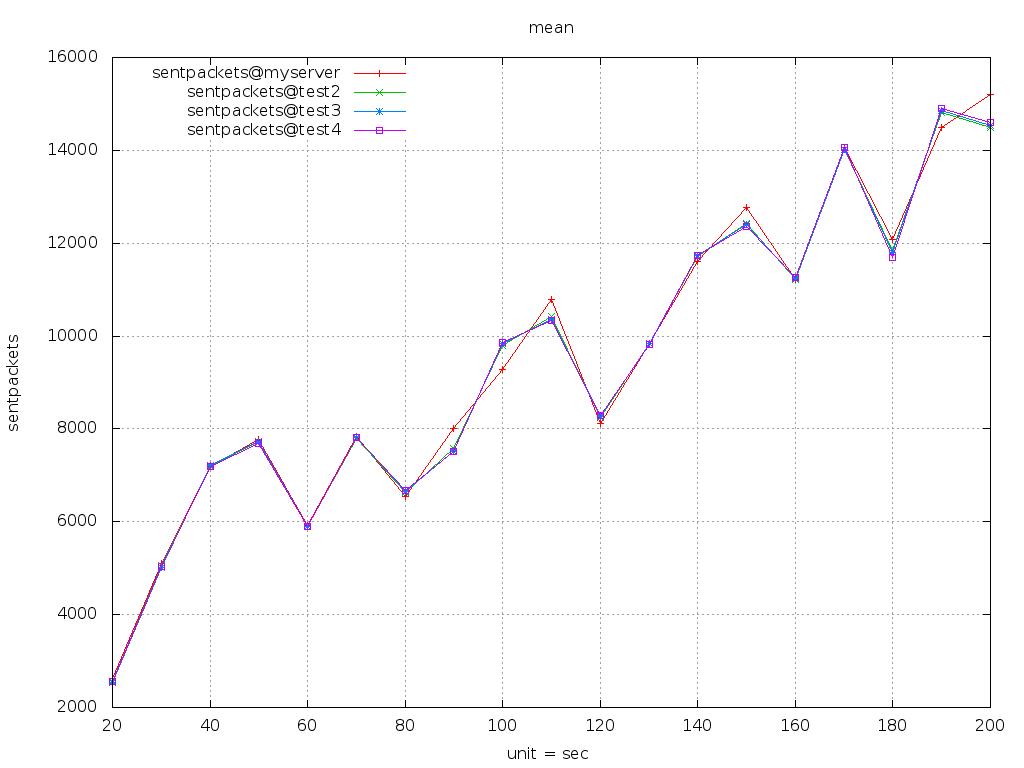 mean
16000
sentpackets@myserver
sentpackets@test2
sentpackets@test3
sentpackets@test4
14000
12000
10000
sentpackets
8000
6000
4000
2000
20 40 60 80 100 120 140 160 180 200
unit = sec